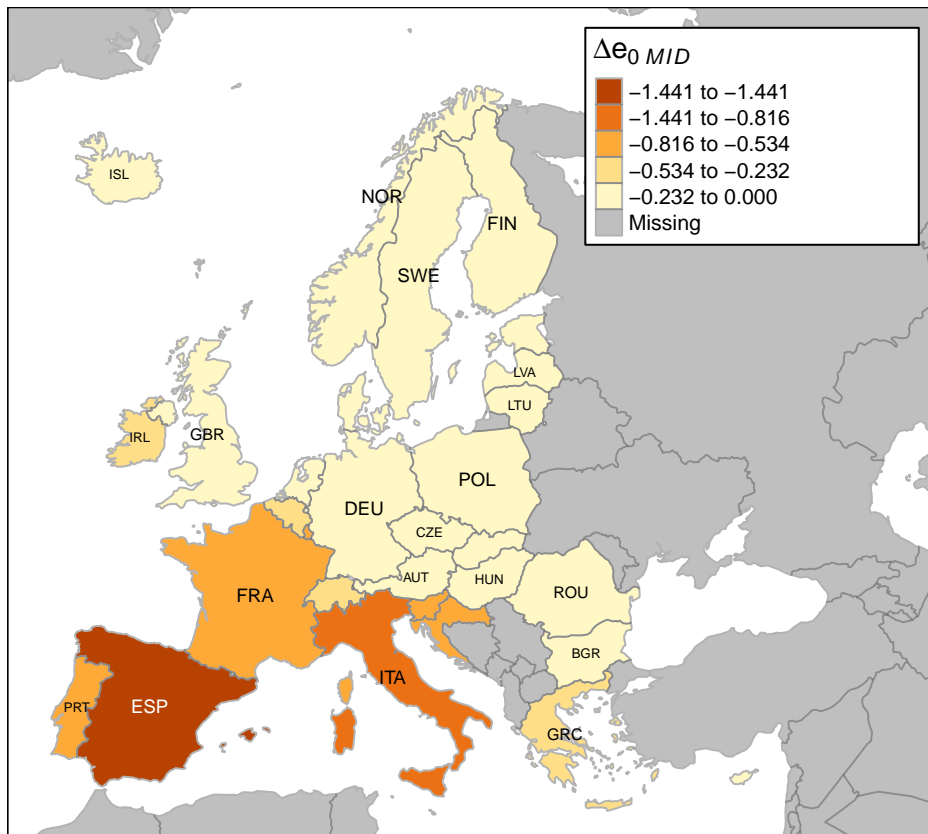 Δe₀ MID
−1.441 to −1.441
−1.441 to −0.816
−0.816 to −0.534
−0.534 to −0.232
−0.232 to 0.000
Missing
ISL
NOR
FIN
SWE
LVA
LTU
IRL
GBR
POL
DEU
CZE
AUT
HUN
FRA
ROU
BGR
ITA
PRT
ESP
GRC